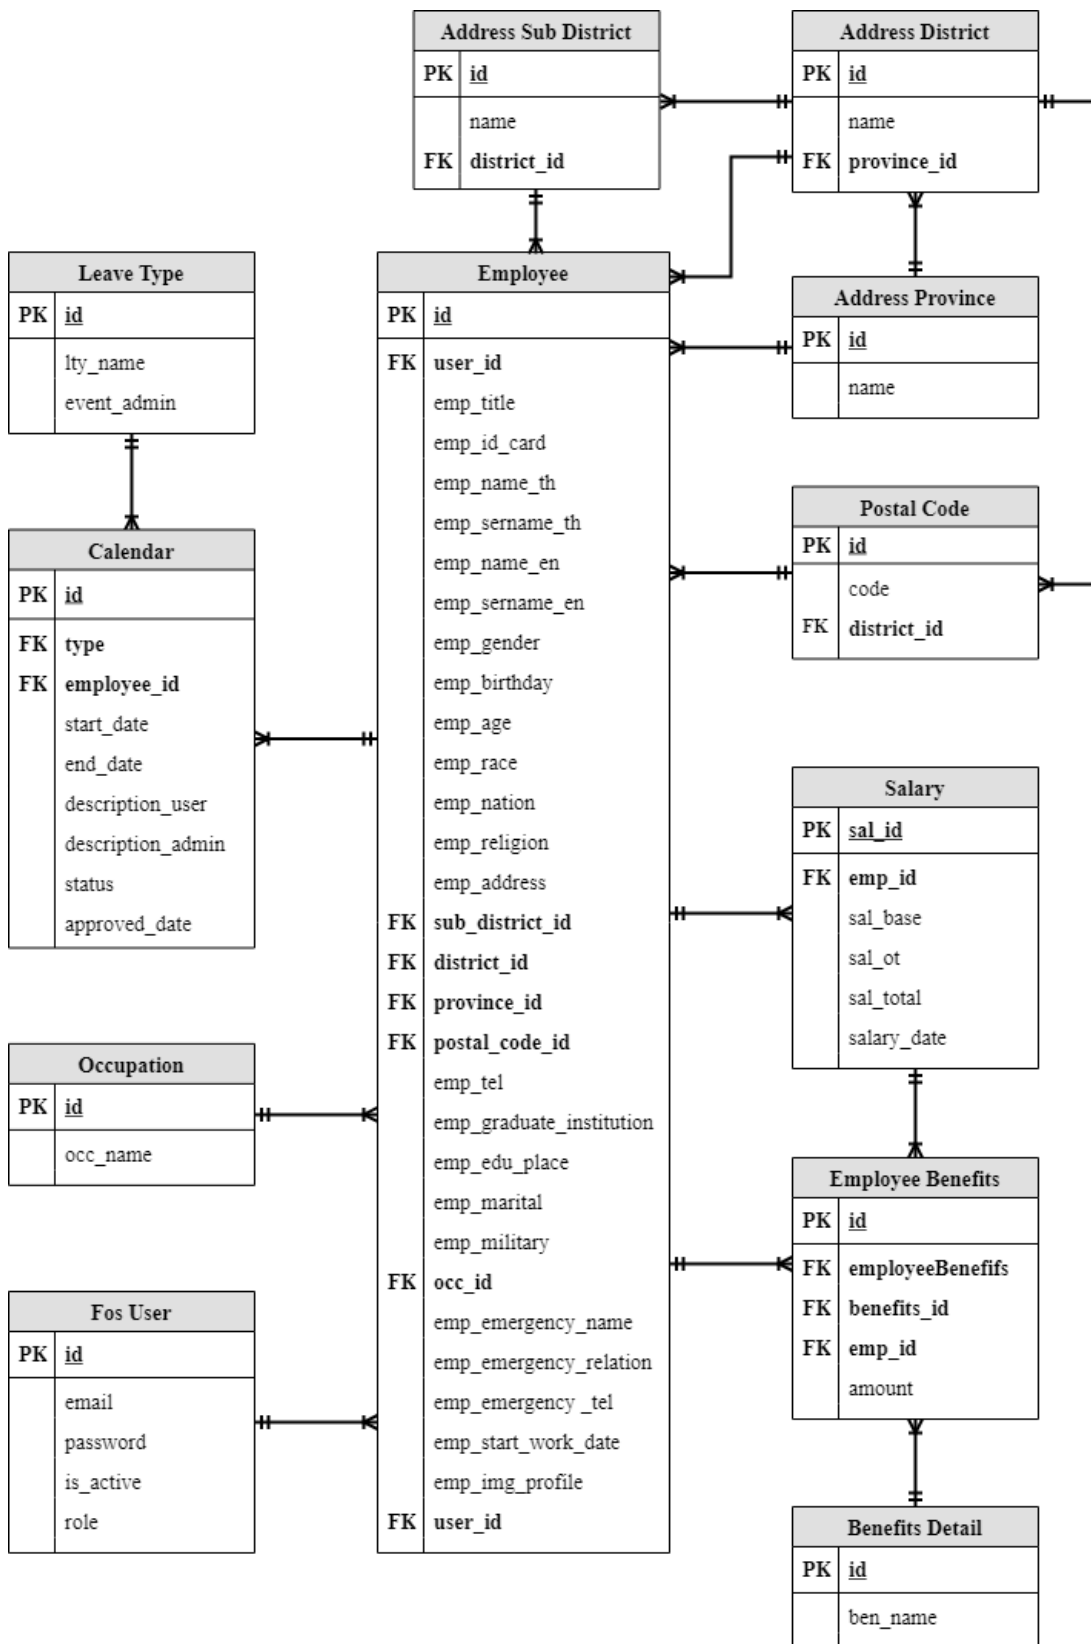 Address Sub District
PK id
name
FK district_id
Address District
PK id
name
FK province_id
Leave Type
PK id
lty_name
event_admin
Employee
PK id
FK user_id
emp_title
emp_id_card
emp_name_th
emp_sername_th
emp_name_en
emp_sername_en
emp_gender
emp_birthday
emp_age
emp_race
emp_nation
emp_religion
emp_address
FK sub_district_id
FK district_id
FK province_id
FK postal_code_id
emp_tel
emp_graduate_institution
emp_edu_place
emp_marital
emp_military
FK occ_id
emp_emergency_name
emp_emergency_relation
emp_emergency _tel
emp_start_work_date
emp_img_profile
FK user_id
Address Province
PK id
name
Postal Code
PK id
code
FK district_id
Calendar
PK id
FK type
FK employee_id
start_date
end_date
description_user
description_admin
status
approved_date
Salary
PK sal_id
FK emp_id
sal_base
sal_ot
sal_total
salary_date
Occupation
PK id
occ_name
Employee Benefits
PK id
FK employeeBenefifs
FK benefits_id
FK emp_id
amount
Fos User
PK id
email
password
is_active
role
Benefits Detail
PK id
ben_name